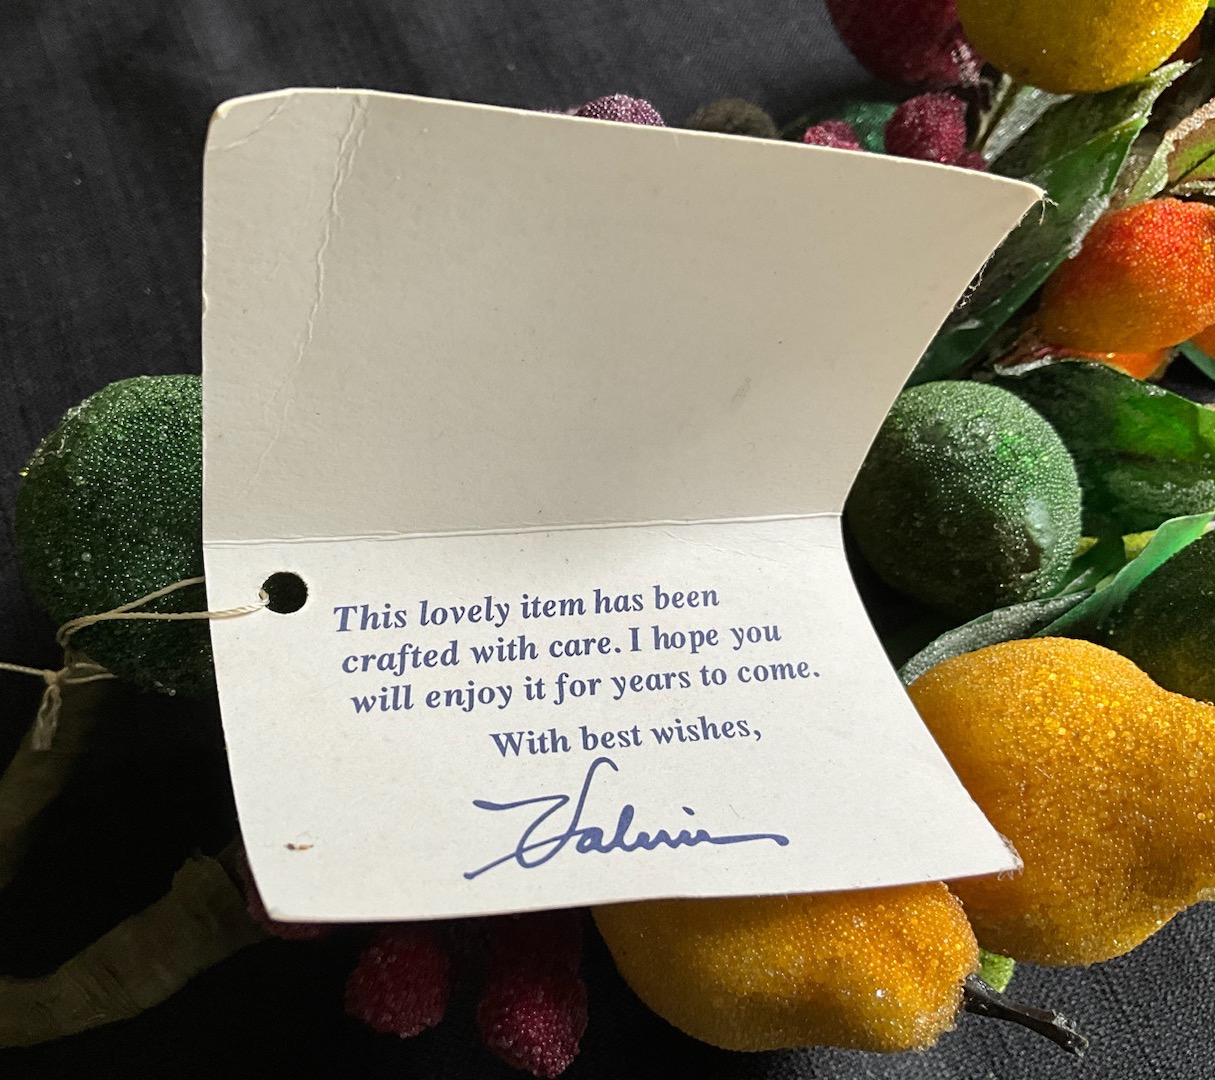 This lovely item has been
crafted with care. I hope you
will enjoy it for years to come.
With best wishes,
Valerie